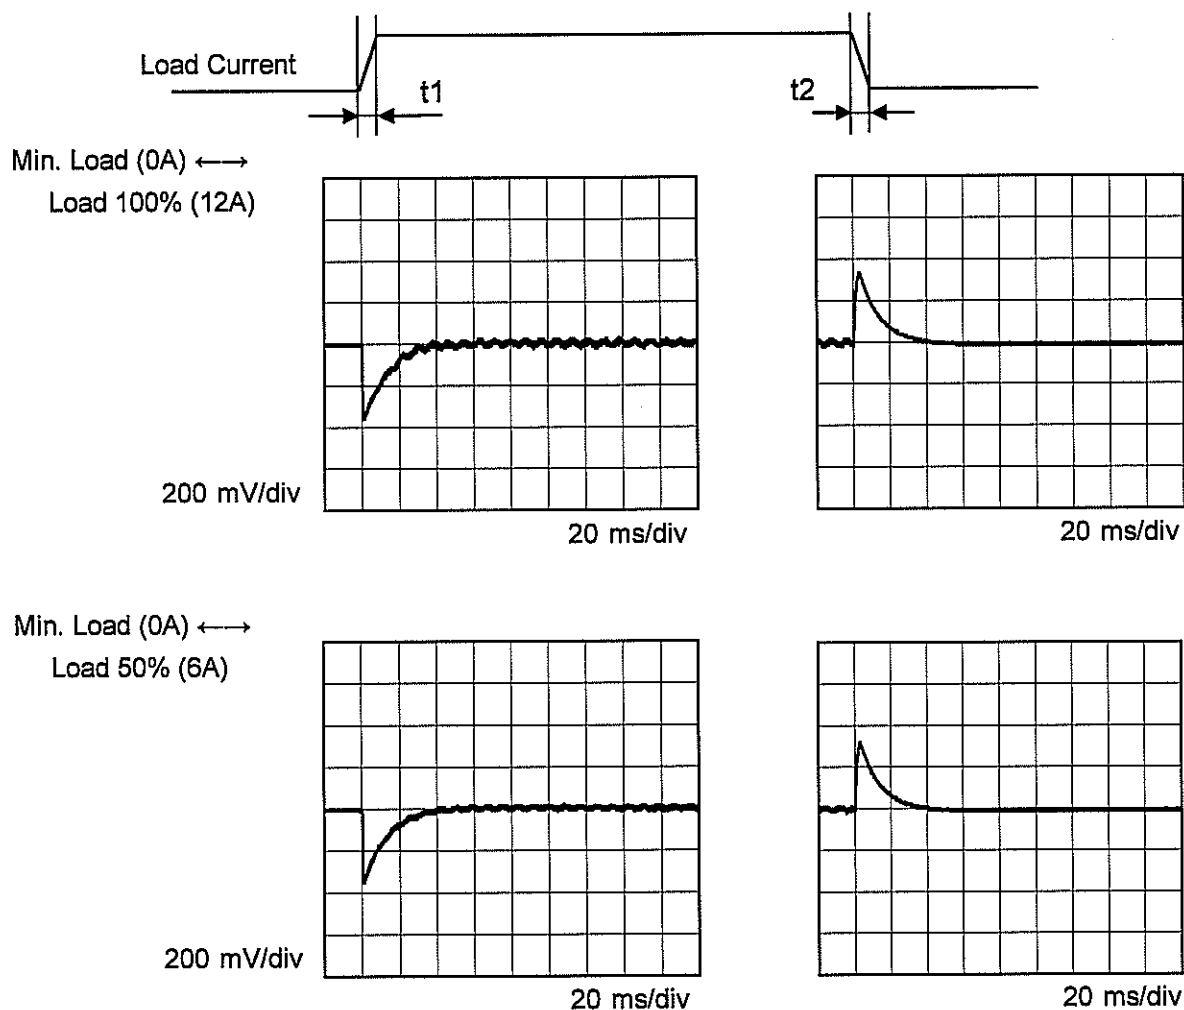 Load Current
t1
t2
Min. Load (0A) ←→
Load 100% (12A)
200 mV/div
20 ms/div
20 ms/div
Min. Load (0A) ←→
Load 50% (6A)
200 mV/div
20 ms/div
20 ms/div